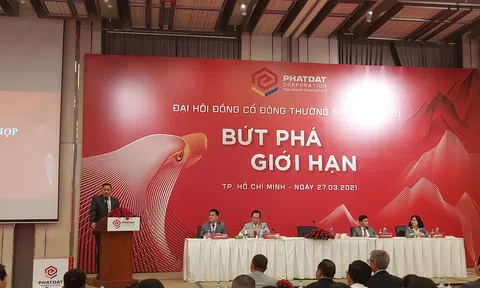 HỌP
PHATDAT
CORPORATION
ĐẠI HỘI ĐỒNG CỔ ĐÔNG THƯỜNG
BỨT PHÁ
GIỚI HẠN
TP. HỒ CHÍ MINH - NGÀY 27.03.2021
PHATDAT
PHATDAT